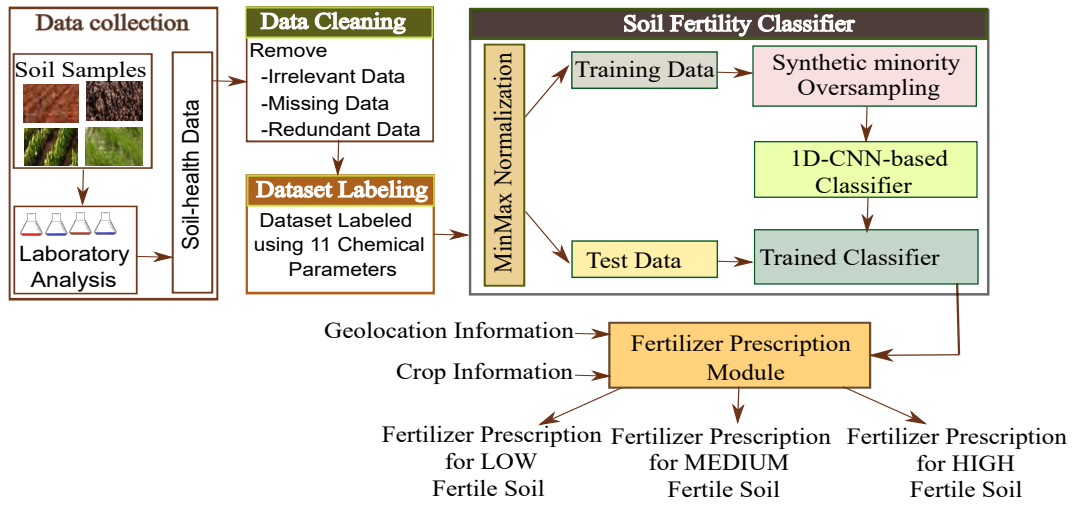 Data collection
Soil Samples
Laboratory
Analysis
Soil-health Data
Data Cleaning
Remove
-Irrelevant Data
-Missing Data
-Redundant Data
Dataset Labeling
Dataset Labeled
using 11 Chemical
Parameters
Soil Fertility Classifier
MinMax Normalization
Training Data
Synthetic minority
Oversampling
1D-CNN-based
Classifier
Test Data
Trained Classifier
Geolocation Information
Crop Information
Fertilizer Prescription
Module
Fertilizer Prescription
for LOW
Fertile Soil
Fertilizer Prescription
for MEDIUM
Fertile Soil
Fertilizer Prescription
for HIGH
Fertile Soil